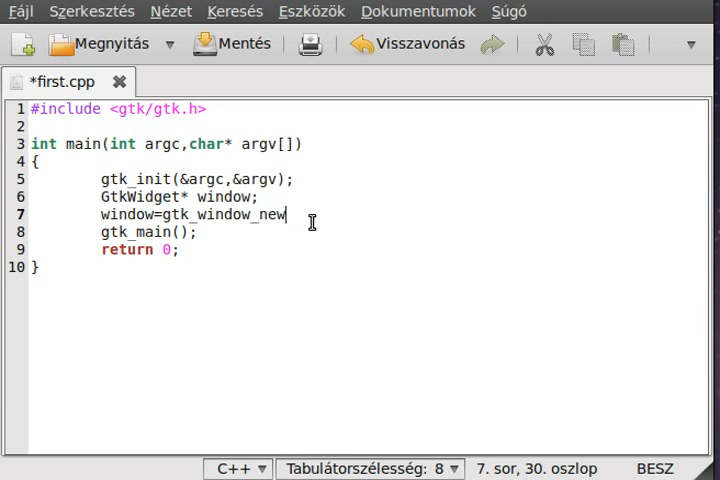 Fájl Szerkesztés Nézet Keresés Eszközök Dokumentumok Súgó
Megnyitás Mentés Visszavonás
*first.cpp
1 #include <gtk/gtk.h>
2
3 int main(int argc,char* argv[])
4 {
5 gtk_init(&argc,&argv);
6 GtkWidget* window;
7 window=gtk_window_new
8 gtk_main();
9 return 0;
10 }
C++ Tabulátorszélesség: 8 7. sor, 30. oszlop BESZ